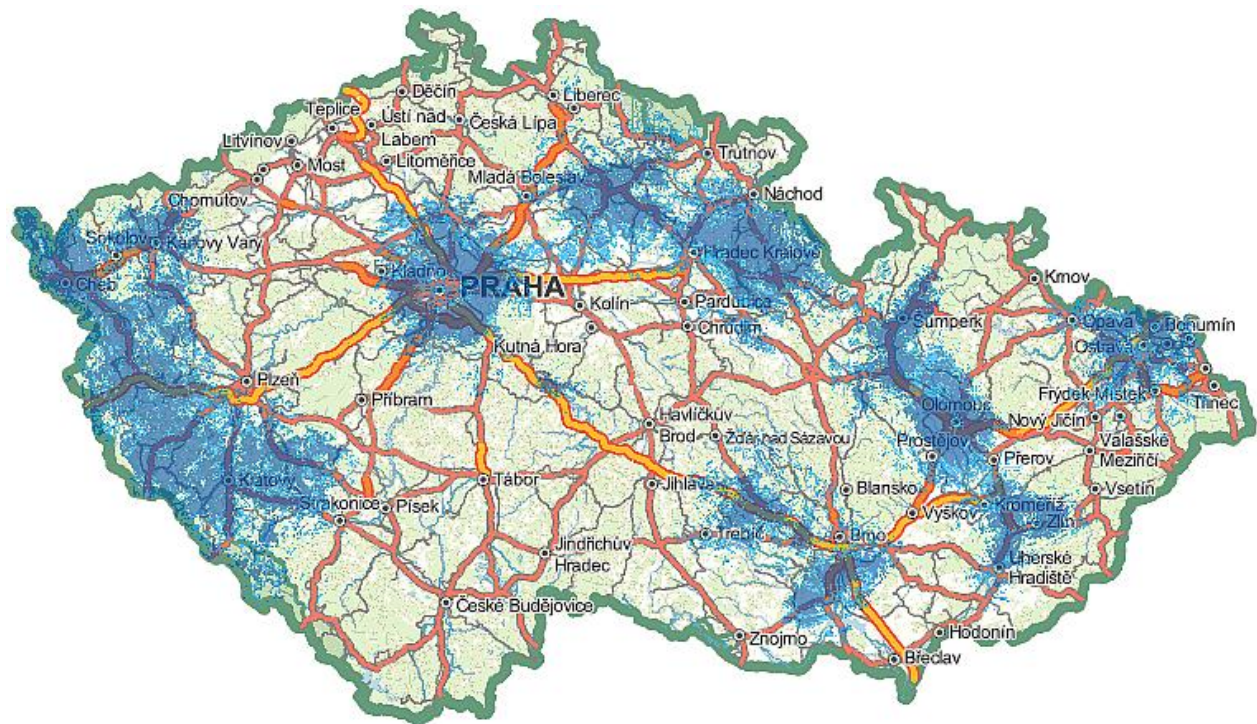 Děčín
Liberec
Teplice
Ústí nad
Labem
Česká Lípa
Litvínov
Most
Litoměřice
Trutnov
Chomutov
Mladá Boleslav
Náchod
Sokolov
Karlovy Vary
Hradec Králové
Cheb
Kladno
PRAHA
Kolín
Pardubice
Krnov
Chrudim
Šumperk
Opava
Bohumín
Kutná Hora
Ostrava
Plzeň
Příbram
Frýdek Místek
Třinec
Havlíčkův
Brod
Olomouc
Nový Jičín
Žďár nad Sázavou
Prostějov
Valašské
Meziříčí
Přerov
Klatovy
Tábor
Jihlava
Blansko
Vsetín
Strakonice
Písek
Vyškov
Kroměříž
Zlín
Třebíč
Brno
Jindřichův
Hradec
Uherské
Hradiště
České Budějovice
Znojmo
Hodonín
Břeclav